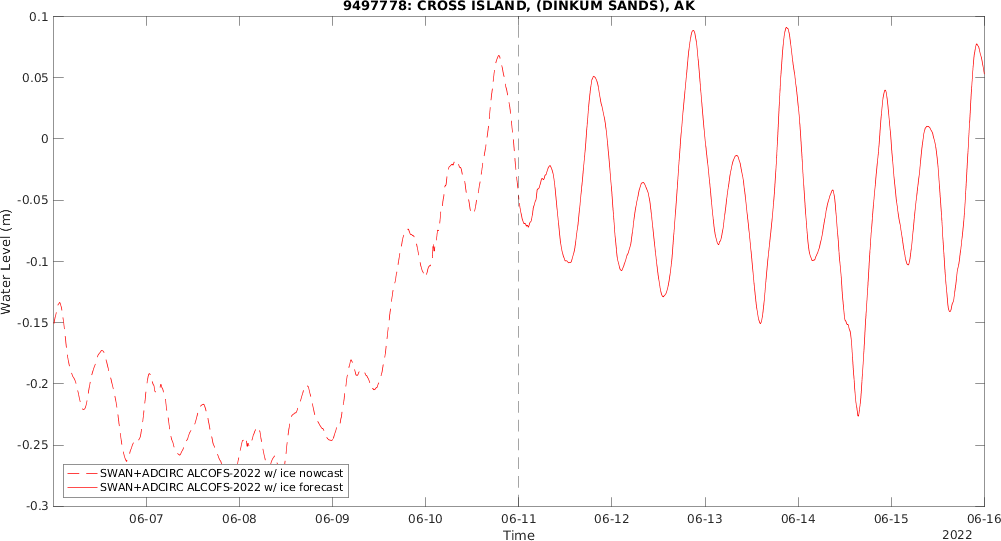 9497778: CROSS ISLAND, (DINKUM SANDS), AK
0.1
0.05
0
-0.05
-0.1
-0.15
-0.2
-0.25
-0.3
Water Level (m)
SWAN+ADCIRC ALCOFS-2022 w/ ice nowcast
SWAN+ADCIRC ALCOFS-2022 w/ ice forecast
06-07 06-08 06-09 06-10 06-11 06-12 06-13 06-14 06-15 06-16
Time
2022